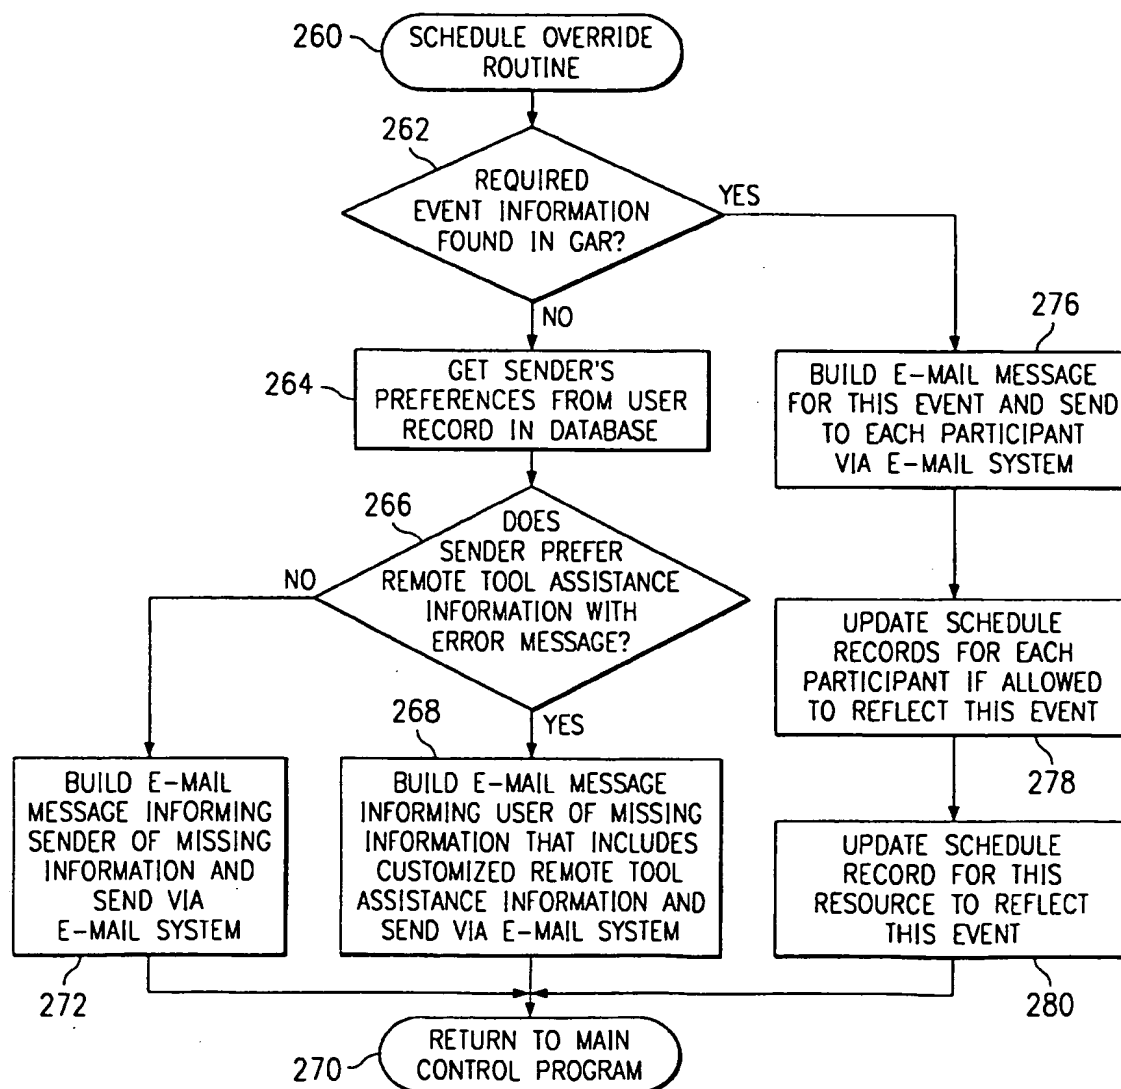 260
SCHEDULE OVERRIDE
ROUTINE
262
REQUIRED
EVENT INFORMATION
FOUND IN GAR?
YES
NO
264
GET SENDER'S
PREFERENCES FROM USER
RECORD IN DATABASE
276
BUILD E-MAIL MESSAGE
FOR THIS EVENT AND SEND
TO EACH PARTICIPANT
VIA E-MAIL SYSTEM
266
DOES
SENDER PREFER
REMOTE TOOL ASSISTANCE
INFORMATION WITH
ERROR MESSAGE?
NO
YES
UPDATE SCHEDULE
RECORDS FOR EACH
PARTICIPANT IF ALLOWED
TO REFLECT THIS EVENT
278
BUILD E-MAIL
MESSAGE INFORMING
SENDER OF MISSING
INFORMATION AND
SEND VIA
E-MAIL SYSTEM
272
268
BUILD E-MAIL MESSAGE
INFORMING USER OF MISSING
INFORMATION THAT INCLUDES
CUSTOMIZED REMOTE TOOL
ASSISTANCE INFORMATION AND
SEND VIA E-MAIL SYSTEM
UPDATE SCHEDULE
RECORD FOR THIS
RESOURCE TO REFLECT
THIS EVENT
280
270
RETURN TO MAIN
CONTROL PROGRAM